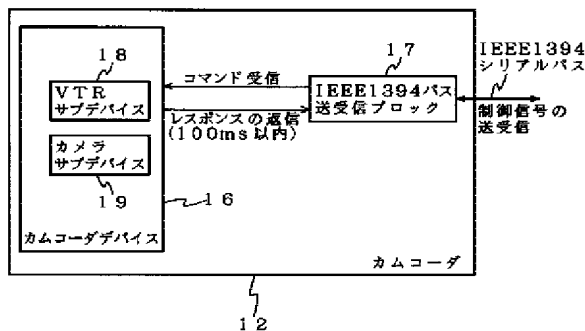 18
VTR
サブデバイス
カメラ
サブデバイス
19
カムコーダデバイス
16
コマンド受信
レスポンスの返信
(100ms以内)
17
IEEE1394バス
送受信ブロック
IEEE1394
シリアルバス
制御信号の
送受信
カムコーダ
12